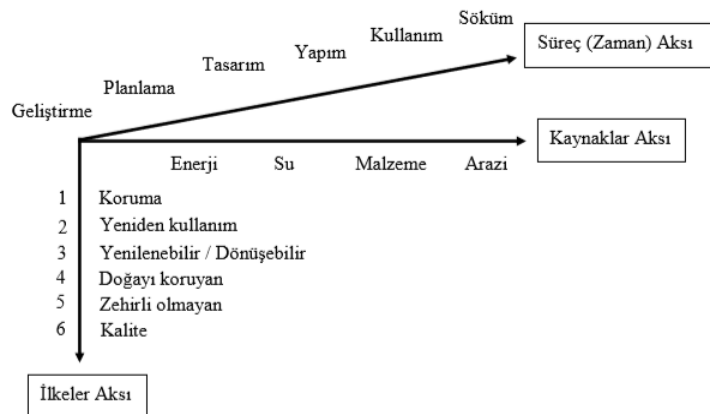 Söküm
Kullanım
Yapım
Tasarım
Planlama
Geliştirme
Süreç (Zaman) Aksı
Kaynaklar Aksı
Enerji Su Malzeme Arazi
1 Koruma
2 Yeniden kullanım
3 Yenilenebilir / Dönüşebilir
4 Doğayı koruyan
5 Zehirli olmayan
6 Kalite
İlkeler Aksı